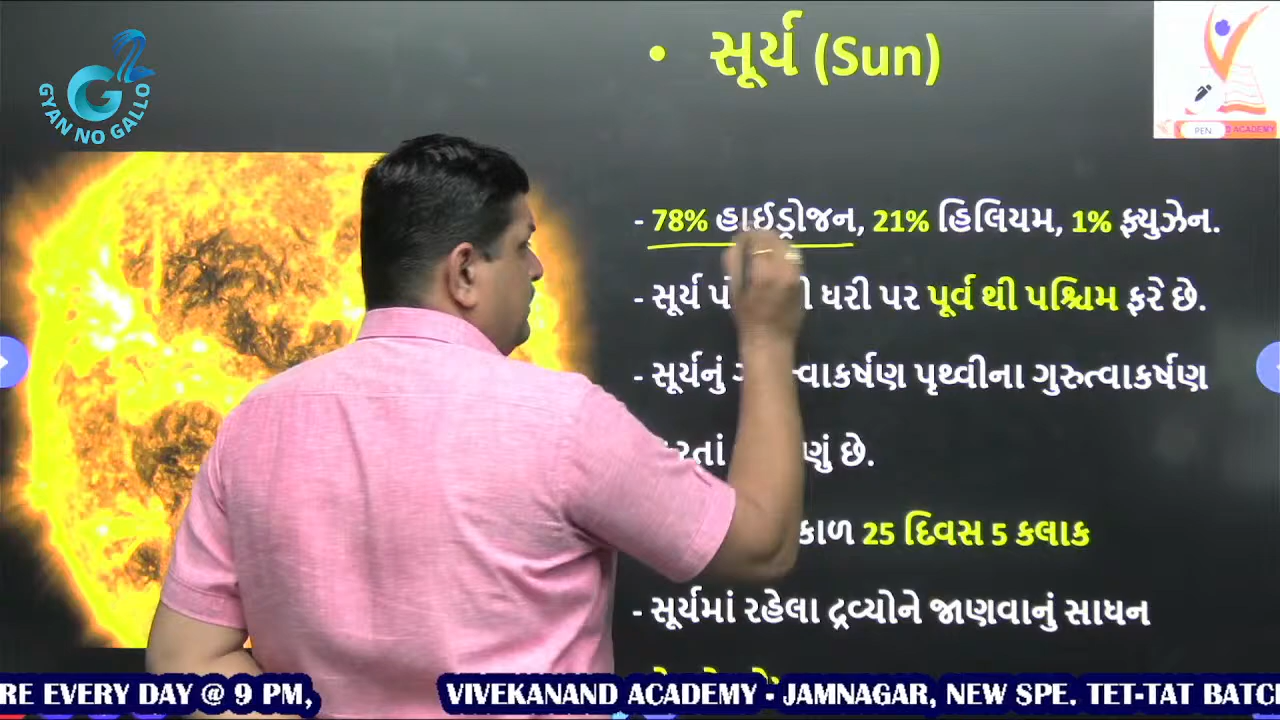 GYAN NO GALLO
• સૂર્ય (Sun)
PEN
D ACADEMY
- 78% હાઈડ્રોજન, 21% હિલિયમ, 1% ફ્યુઝેન.
- સૂર્ય ધરી પર પૂર્વ થી પશ્ચિમ ફરે છે.
- સૂર્યનું પૃથ્વીના ગુરુત્વાકર્ષણ
છે.
કાળ 25 દિવસ 5 કલાક
- સૂર્યમાં રહેલા દ્રવ્યોને જાણવાનું સાધન
RE EVERY DAY @ 9 PM, VIVEKANAND ACADEMY - JAMNAGAR, NEW SPE. TET-TAT BATC